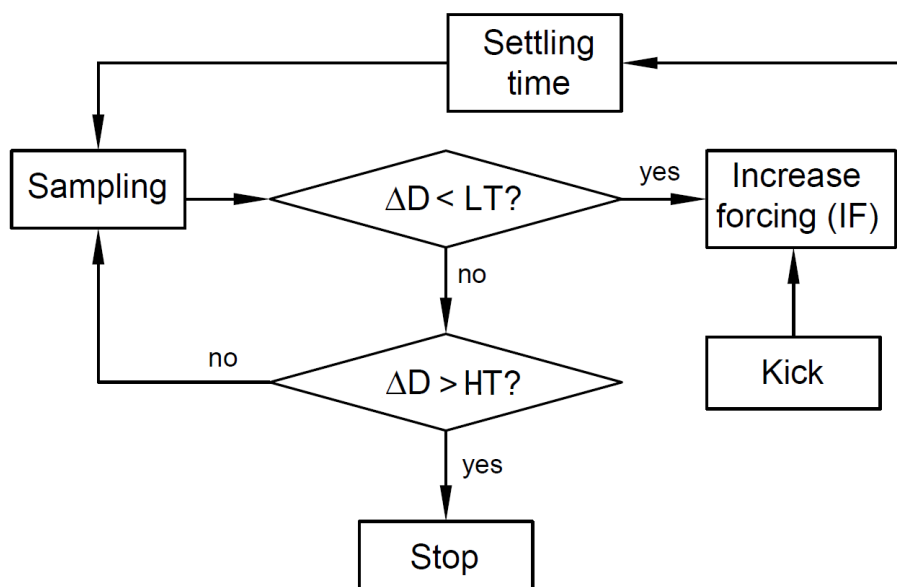 Settling
time
Sampling
ΔD < LT?
yes
Increase
forcing (IF)
no
no
ΔD > HT?
Kick
yes
Stop